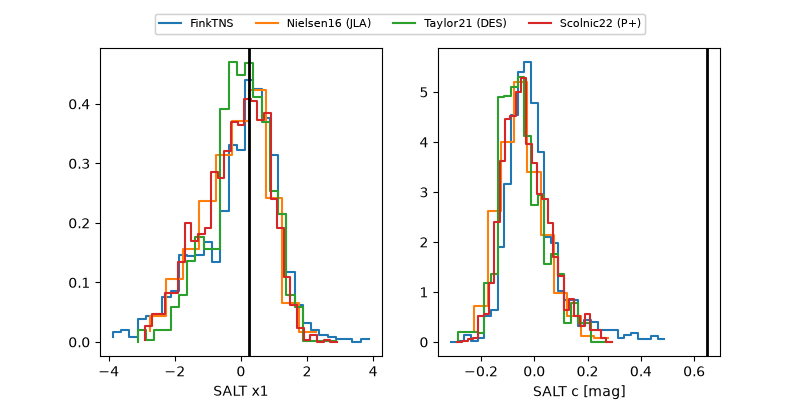 FinkTNS Nielsen16 (JLA) Taylor21 (DES) Scolnic22 (P+)
0.4
0.3
0.2
0.1
0.0
−4 −2 0 2 4
SALT x1
5
4
3
2
1
0
−0.2 0.0 0.2 0.4 0.6
SALT c [mag]